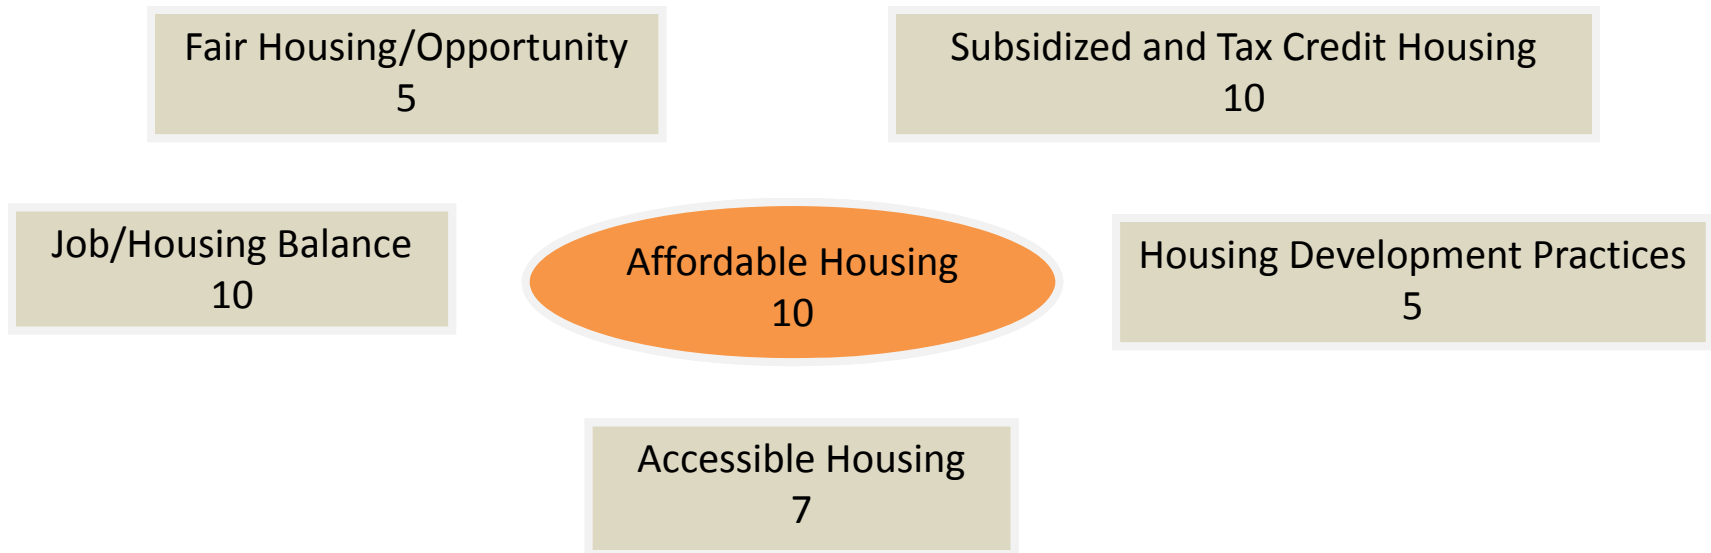 Fair Housing/Opportunity
5
Subsidized and Tax Credit Housing
10
Job/Housing Balance
10
Affordable Housing
10
Housing Development Practices
5
Accessible Housing
7